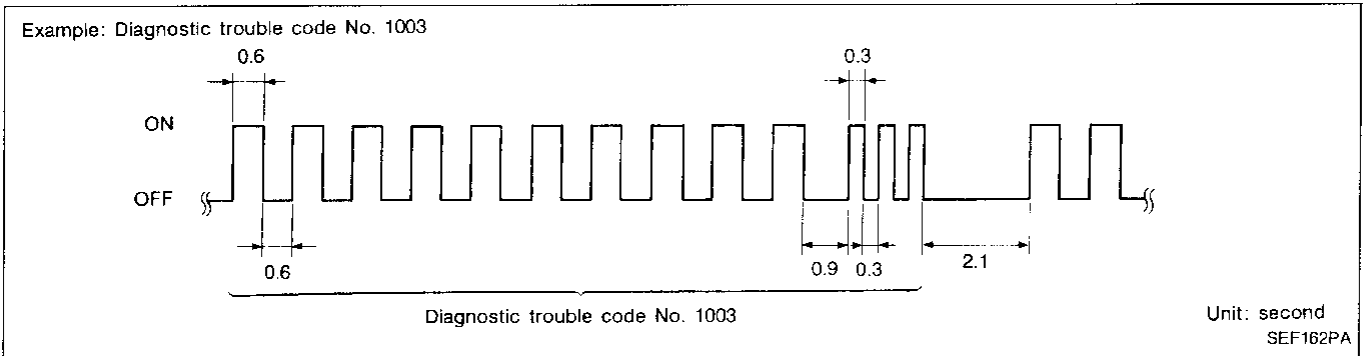 Example: Diagnostic trouble code No. 1003
0.6
0.3
ON
OFF
0.6
0.9
0.3
2.1
Diagnostic trouble code No. 1003
Unit: second
SEF162PA